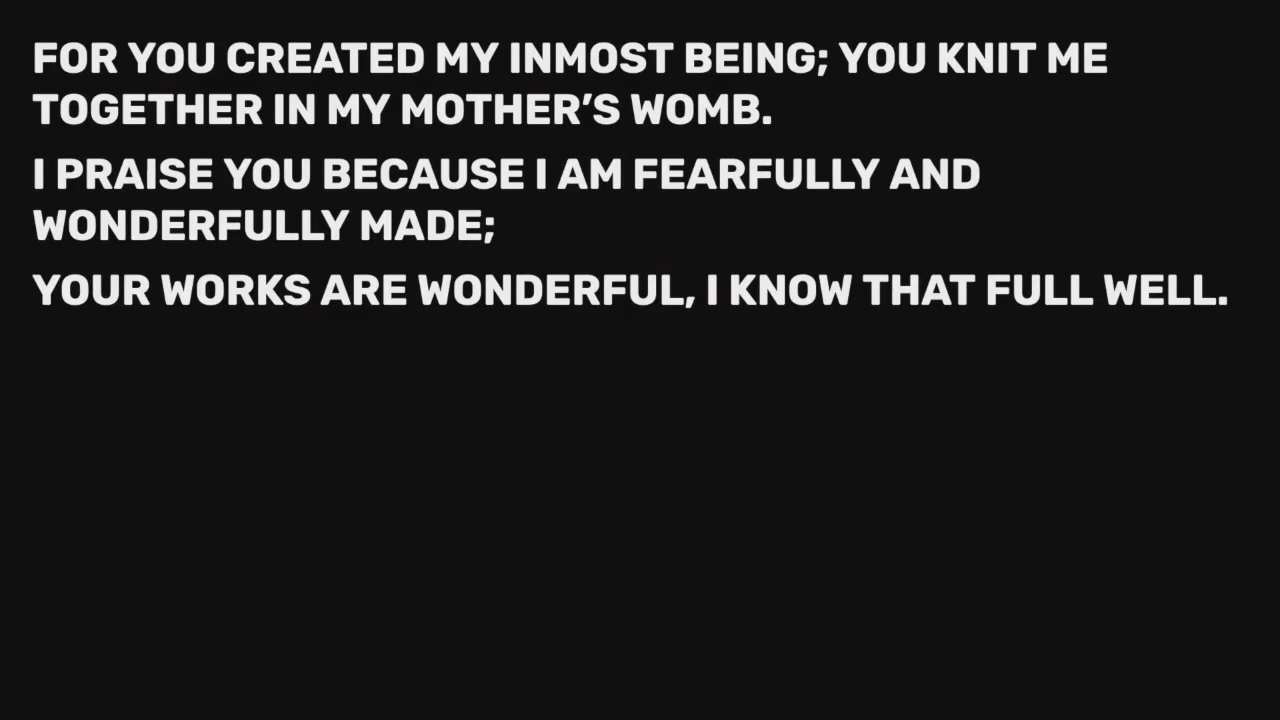 FOR YOU CREATED MY INMOST BEING; YOU KNIT ME
TOGETHER IN MY MOTHER’S WOMB.
I PRAISE YOU BECAUSE I AM FEARFULLY AND
WONDERFULLY MADE;
YOUR WORKS ARE WONDERFUL, I KNOW THAT FULL WELL.